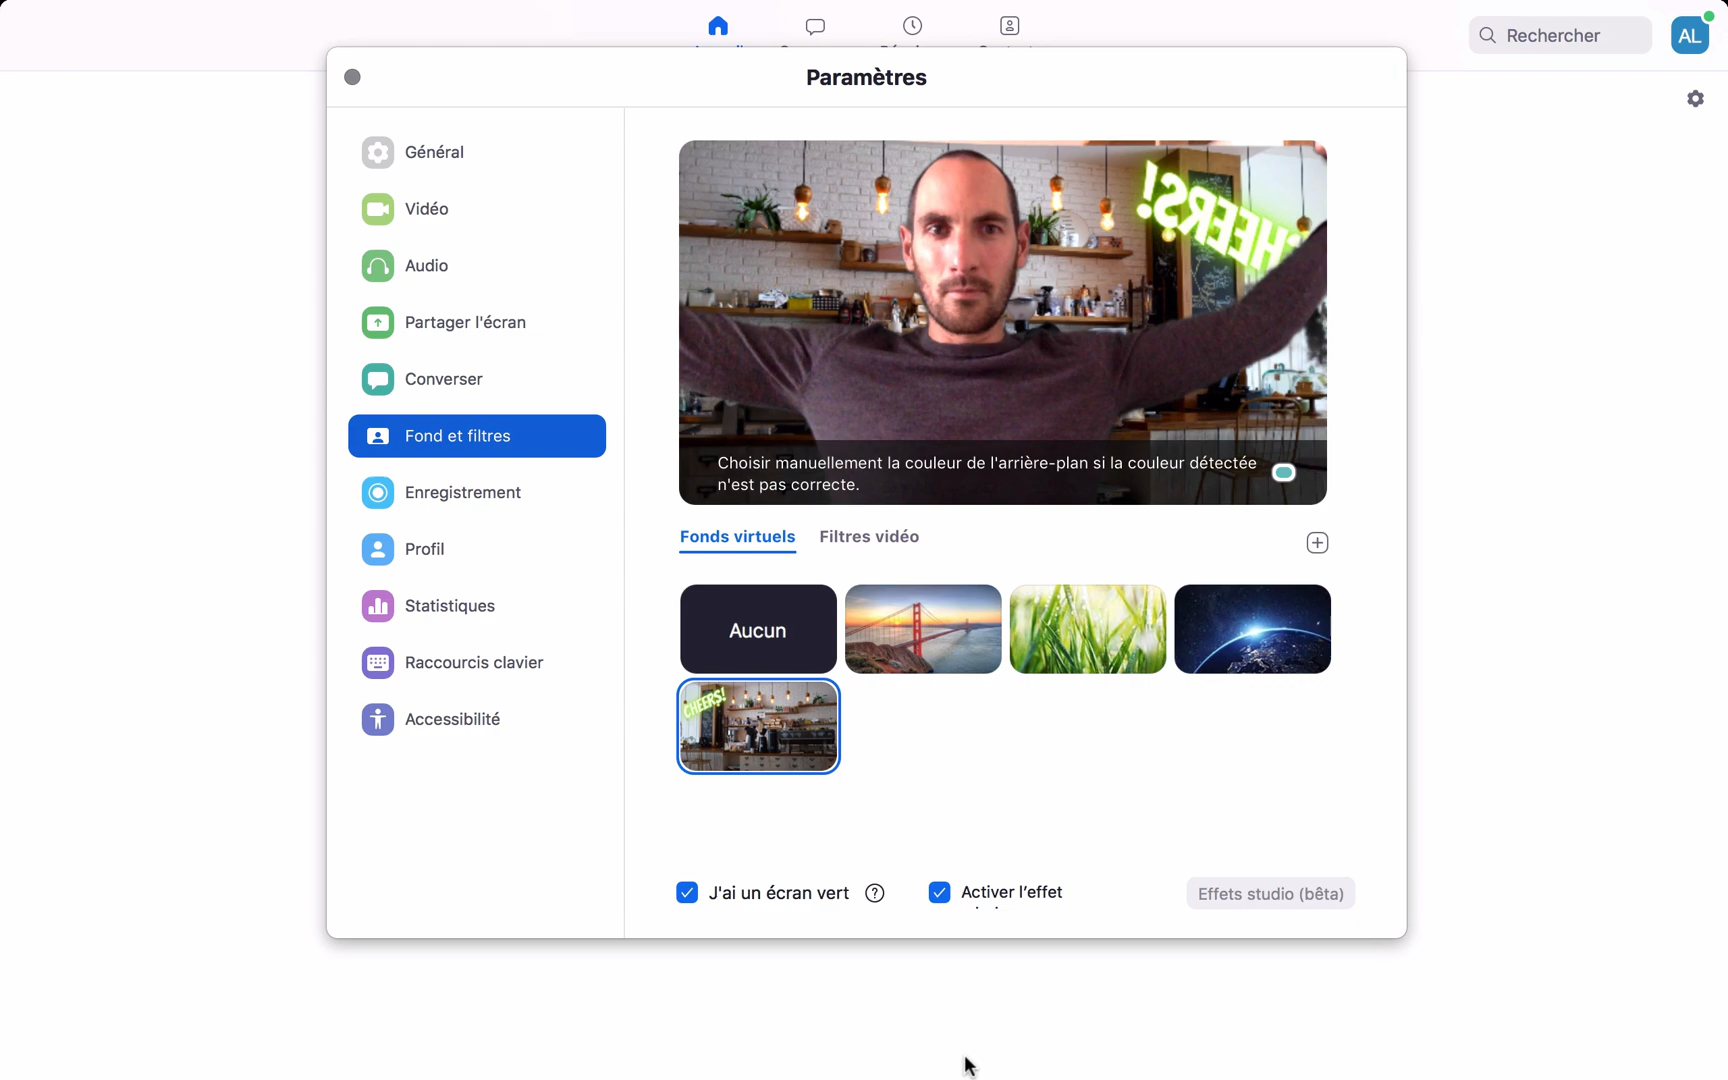 Rechercher
AL
Paramètres
Général
Vidéo
Audio
Partager l'écran
Converser
Fond et filtres
Enregistrement
Profil
Statistiques
Raccourcis clavier
Accessibilité
CHEERS!
Choisir manuellement la couleur de l'arrière-plan si la couleur détectée
n'est pas correcte.
Fonds virtuels
Filtres vidéo
Aucun
CHEERS!
J'ai un écran vert
Activer l’effet
Effets studio (bêta)